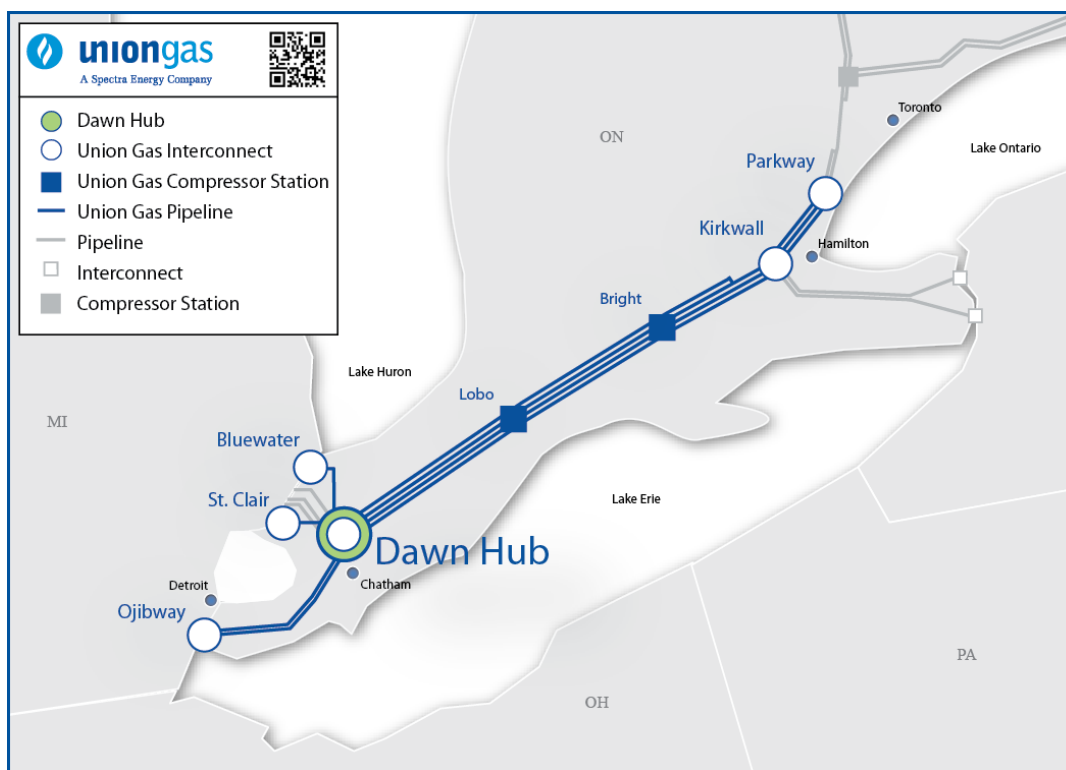 uniongas
A Spectra Energy Company
Dawn Hub
Union Gas Interconnect
Union Gas Compressor Station
Union Gas Pipeline
Pipeline
Interconnect
Compressor Station
Toronto
ON
Lake Ontario
Parkway
Kirkwall
Hamilton
Bright
Lake Huron
Lobo
MI
Bluewater
St. Clair
Lake Erie
Dawn Hub
Chatham
Detroit
Ojibway
PA
OH